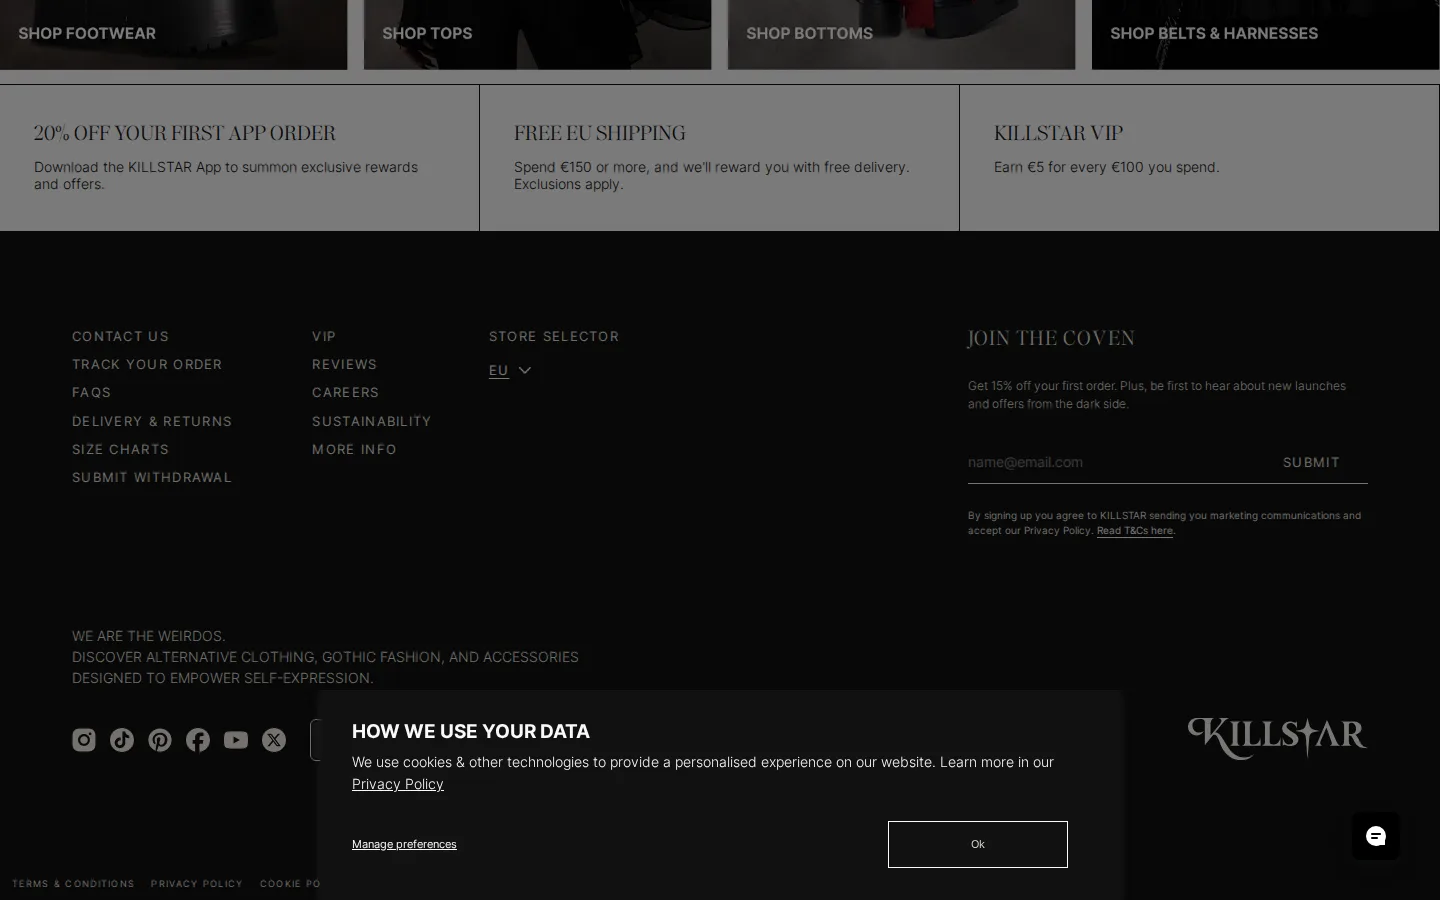 SHOP FOOTWEAR
SHOP TOPS
SHOP BOTTOMS
SHOP BELTS & HARNESSES
20% OFF YOUR FIRST APP ORDER
Download the KILLSTAR App to summon exclusive rewards
and offers.
FREE EU SHIPPING
Spend €150 or more, and we'll reward you with free delivery.
Exclusions apply.
KILLSTAR VIP
Earn €5 for every €100 you spend.
CONTACT US
TRACK YOUR ORDER
FAQS
DELIVERY & RETURNS
SIZE CHARTS
SUBMIT WITHDRAWAL
VIP
REVIEWS
CAREERS
SUSTAINABILITY
MORE INFO
STORE SELECTOR
EU
JOIN THE COVEN
Get 15% off your first order. Plus, be first to hear about new launches
and offers from the dark side.
name@email.com
SUBMIT
By signing up you agree to KILLSTAR sending you marketing communications and
accept our Privacy Policy. Read T&Cs here.
WE ARE THE WEIRDOS.
DISCOVER ALTERNATIVE CLOTHING, GOTHIC FASHION, AND ACCESSORIES
DESIGNED TO EMPOWER SELF-EXPRESSION.
KILLSTAR
HOW WE USE YOUR DATA
We use cookies & other technologies to provide a personalised experience on our website. Learn more in our
Privacy Policy
Manage preferences
Ok
TERMS & CONDITIONS
PRIVACY POLICY
COOKIE PO